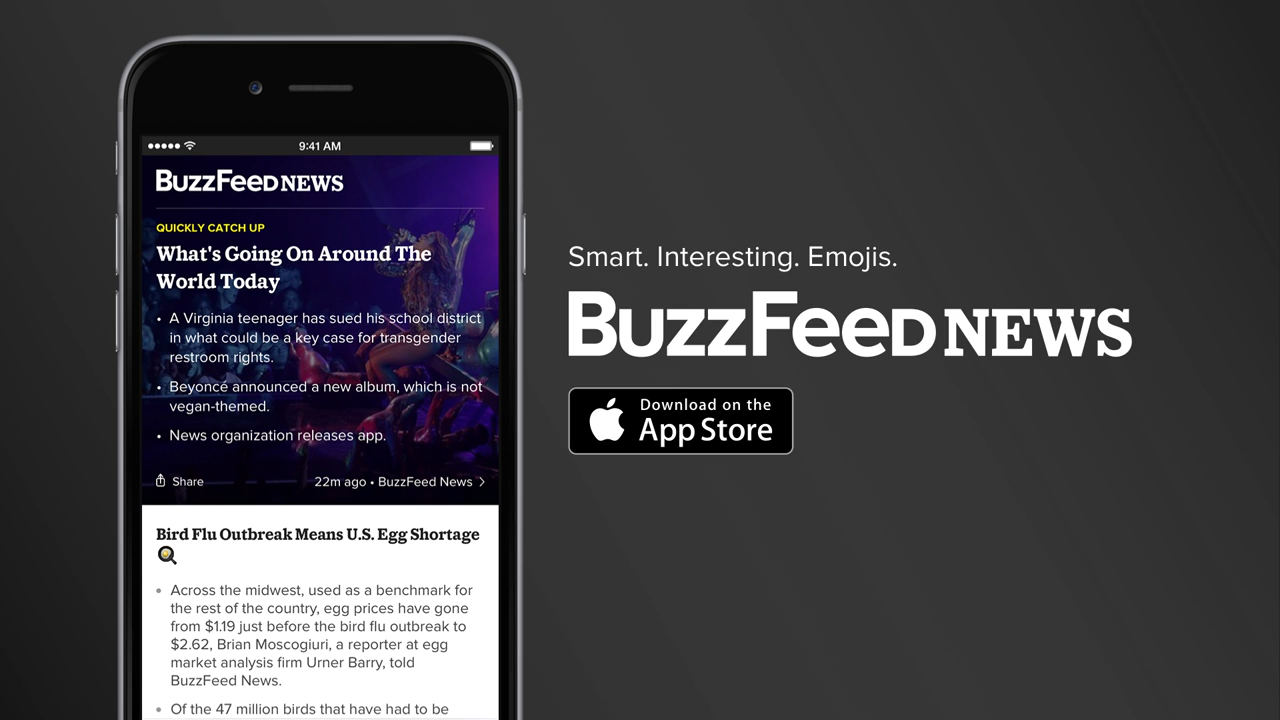 9:41 AM
BuzzFeed NEWS
QUICKLY CATCH UP
What's Going On Around The
World Today
• A Virginia teenager has sued his school district
in what could be a key case for transgender
restroom rights.
• Beyoncé announced a new album, which is not
vegan-themed.
• News organization releases app.
Share 22m ago • BuzzFeed News
Bird Flu Outbreak Means U.S. Egg Shortage
• Across the midwest, used as a benchmark for
the rest of the country, egg prices have gone
from $1.19 just before the bird flu outbreak to
$2.62, Brian Moscogiuri, a reporter at egg
market analysis firm Urner Barry, told
BuzzFeed News.
• Of the 47 million birds that have had to be
Smart. Interesting. Emojis.
BuzzFeed NEWS
Download on the
App Store